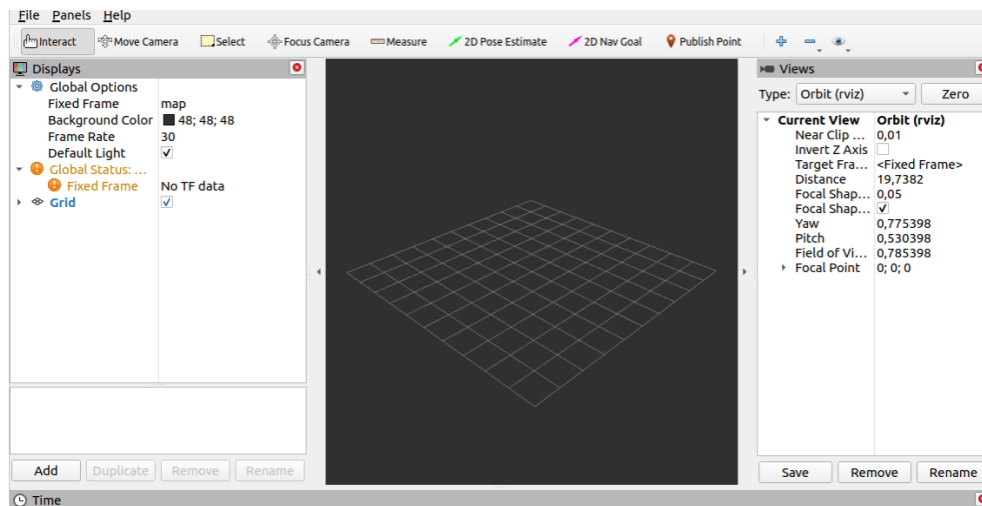 File Panels Help
Interact Move Camera Select Focus Camera Measure 2D Pose Estimate 2D Nav Goal Publish Point
Displays
Global Options
Fixed Frame map
Background Color 48; 48; 48
Frame Rate 30
Default Light
Global Status: ...
Fixed Frame No TF data
Grid
Add Duplicate Remove Rename
Views
Type: Orbit (rviz) Zero
Current View Orbit (rviz)
Near Clip ... 0,01
Invert Z Axis
Target Fra... <Fixed Frame>
Distance 19,7382
Focal Shap... 0,05
Focal Shap...
Yaw 0,775398
Pitch 0,530398
Field of Vi... 0,785398
Focal Point 0; 0; 0
Save Remove Rename
Time